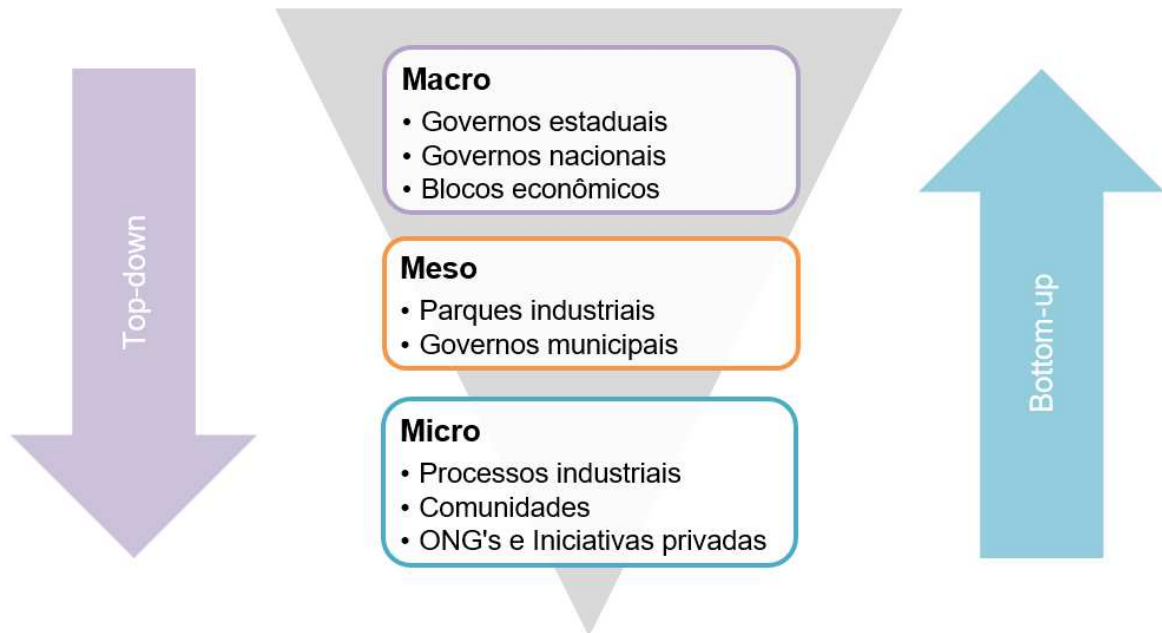 Top-down
Macro
• Governos estaduais
• Governos nacionais
• Blocos econômicos
Meso
• Parques industriais
• Governos municipais
Micro
• Processos industriais
• Comunidades
• ONG's e Iniciativas privadas
Bottom-up